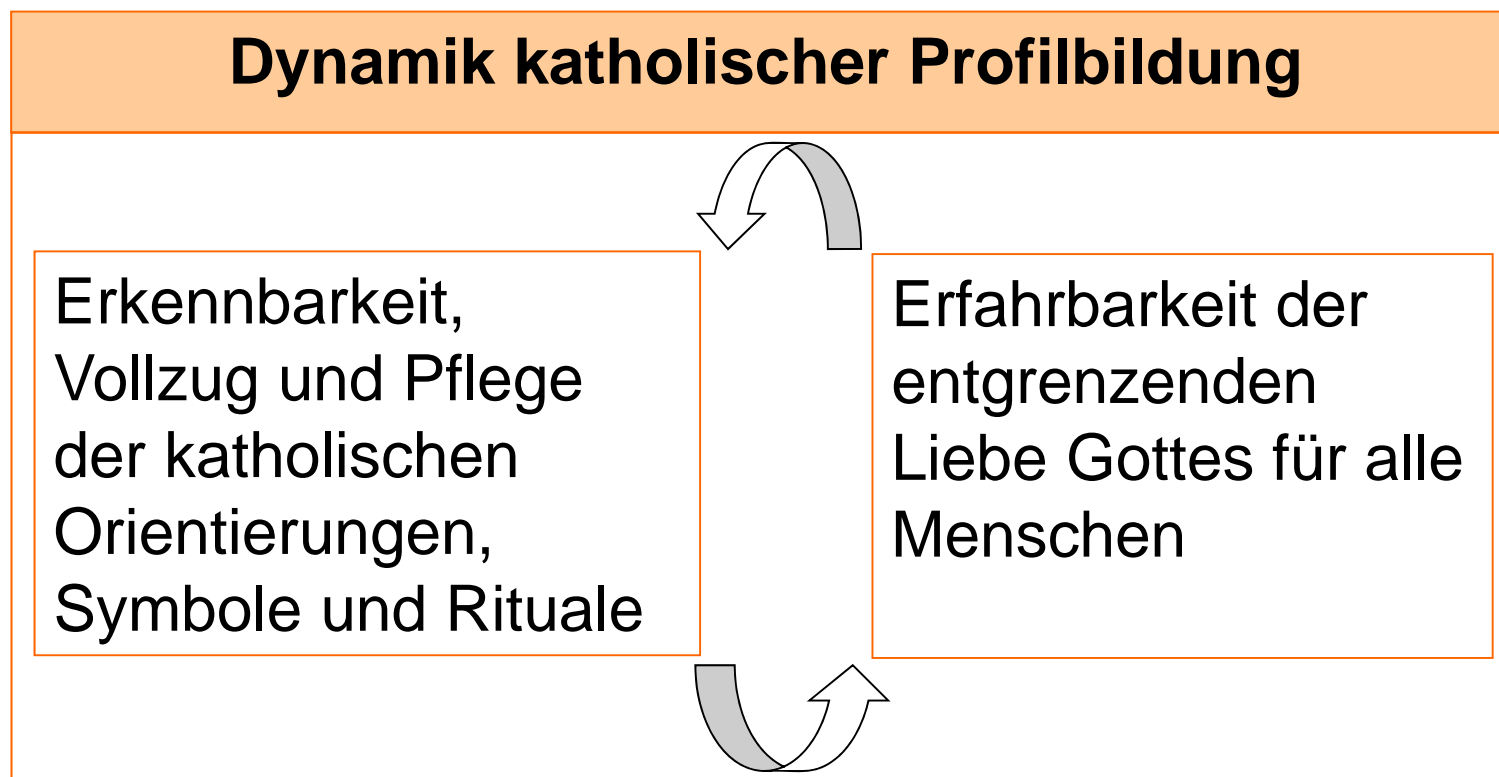 Dynamik katholischer Profilbildung
Erkennbarkeit,
Vollzug und Pflege
der katholischen
Orientierungen,
Symbole und Rituale
Erfahrbarkeit der
entgrenzenden
Liebe Gottes für alle
Menschen